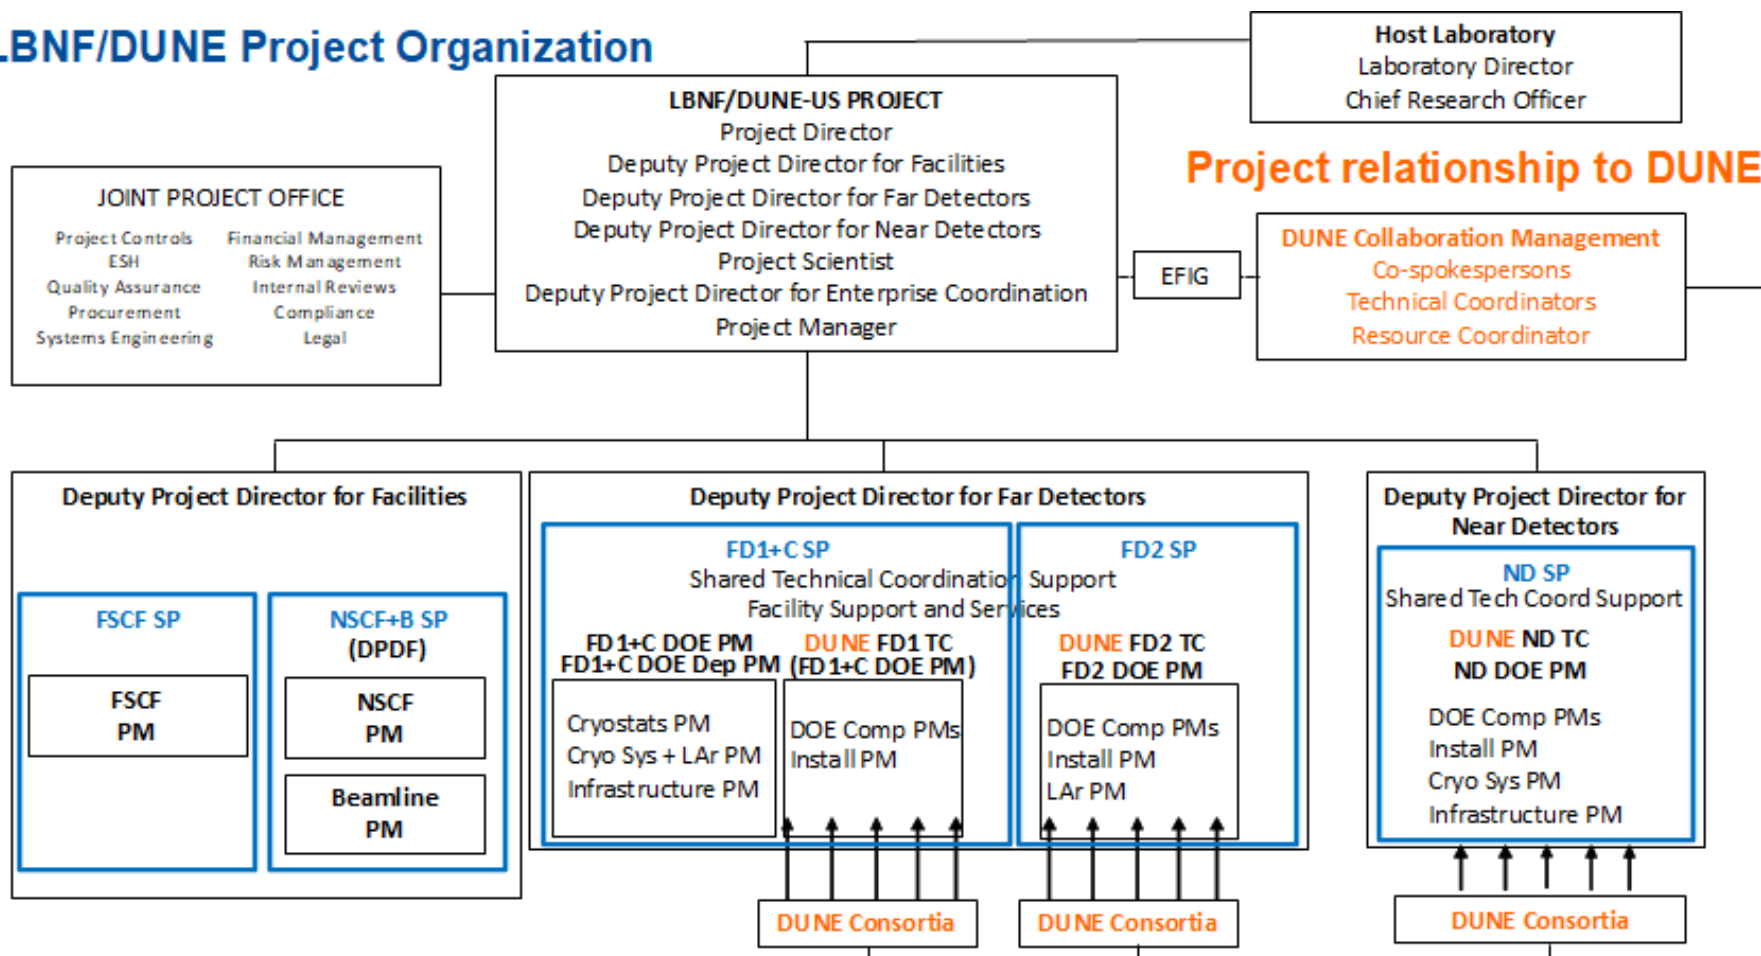 LBNF/DUNE Project Organization
Host Laboratory
Laboratory Director
Chief Research Officer
LBNF/DUNE-US PROJECT
Project Director
Deputy Project Director for Facilities
Deputy Project Director for Far Detectors
Deputy Project Director for Near Detectors
Project Scientist
Deputy Project Director for Enterprise Coordination
Project Manager
Project relationship to DUNE
JOINT PROJECT OFFICE
Project Controls
ESH
Quality Assurance
Procurement
Systems Engineering
Financial Management
Risk Management
Internal Reviews
Compliance
Legal
EFIG
DUNE Collaboration Management
Co-spokespersons
Technical Coordinators
Resource Coordinator
Deputy Project Director for Facilities
FSCF SP
FSCF
PM
NSCF+B SP
(DPDF)
NSCF
PM
Beamline
PM
Deputy Project Director for Far Detectors
FD1+C SP
FD2 SP
Shared Technical Coordination Support
Facility Support and Services
FD1+C DOE PM
FD1+C DOE Dep PM
Cryostats PM
Cryo Sys + LAr PM
Infrastructure PM
DUNE FD1 TC
(FD1+C DOE PM)
DOE Comp PMs
Install PM
DUNE FD2 TC
FD2 DOE PM
DOE Comp PMs
Install PM
LAr PM
Deputy Project Director for
Near Detectors
ND SP
Shared Tech Coord Support
DUNE ND TC
ND DOE PM
DOE Comp PMs
Install PM
Cryo Sys PM
Infrastructure PM
DUNE Consortia
DUNE Consortia
DUNE Consortia